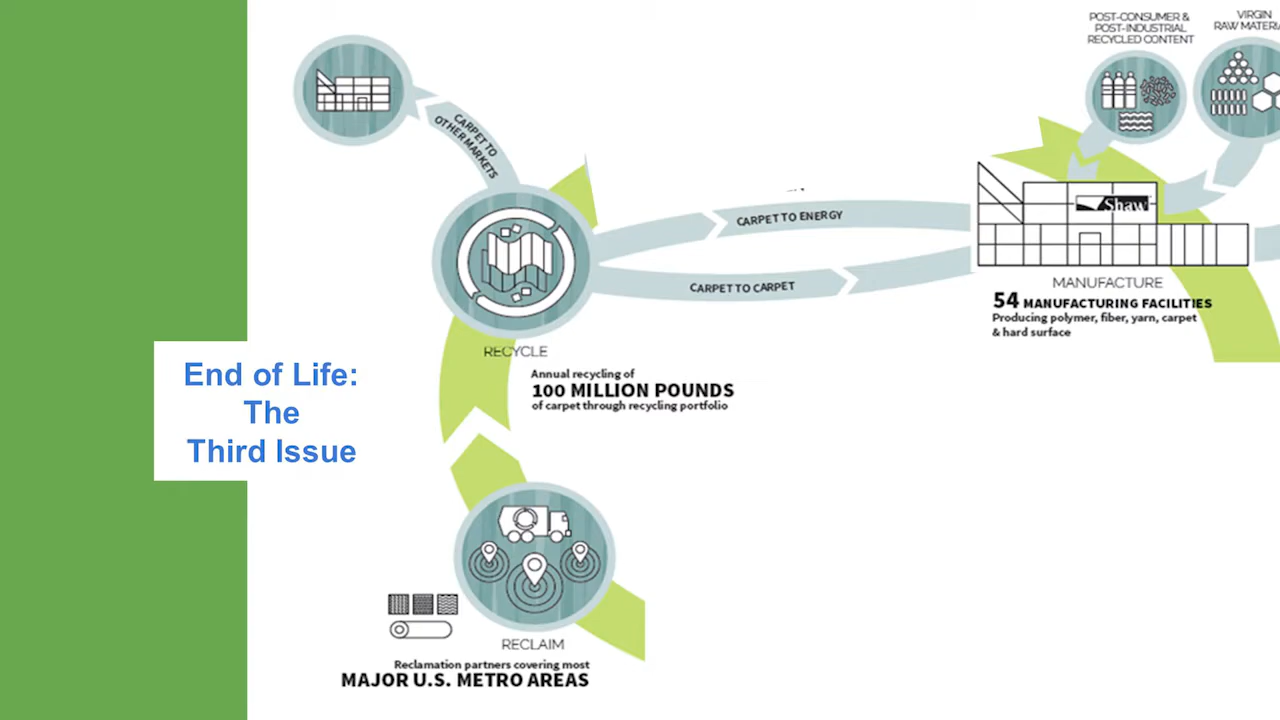 POST-CONSUMER &
POST-INDUSTRIAL
RECYCLED CONTENT
VIRGIN
CARPET TO
OTHER MARKETS
Shaw
CARPET TO ENERGY
CARPET TO CARPET
MANUFACTURE
54 MANUFACTURING FACILITIES
Producing polymer, fiber, yarn, carpet
& hard surface
RECYCLE
Annual recycling of
100 MILLION POUNDS
of carpet through recycling portfolio
End of Life:
The
Third Issue
RECLAIM
Reclamation partners covering most
MAJOR U.S. METRO AREAS